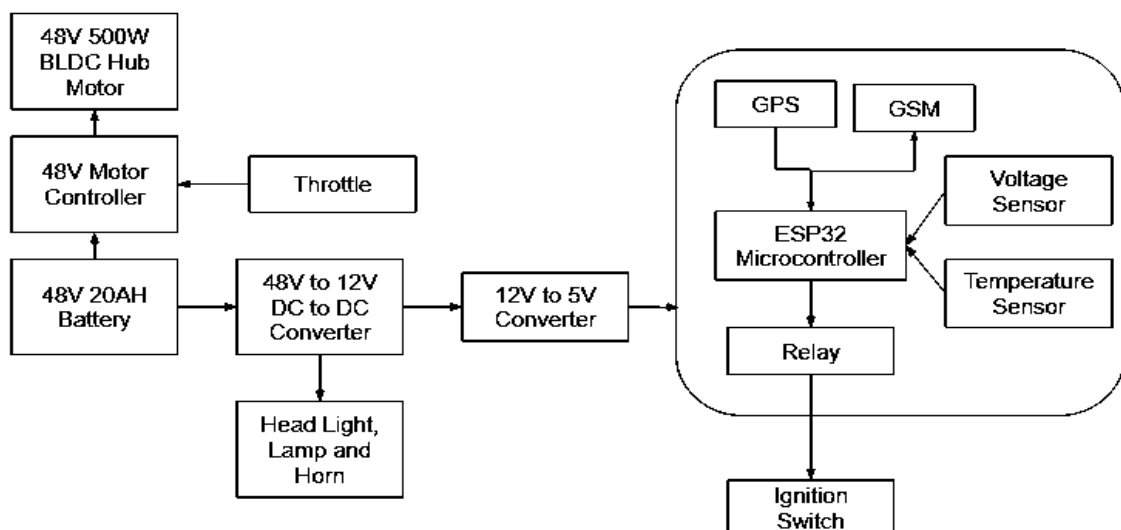 48V 500W
BLDC Hub
Motor
GPS
GSM
48V Motor
Controller
Throttle
Voltage
Sensor
ESP32
Microcontroller
48V 20AH
Battery
48V to 12V
DC to DC
Converter
12V to 5V
Converter
Temperature
Sensor
Relay
Head Light,
Lamp and
Horn
Ignition
Switch